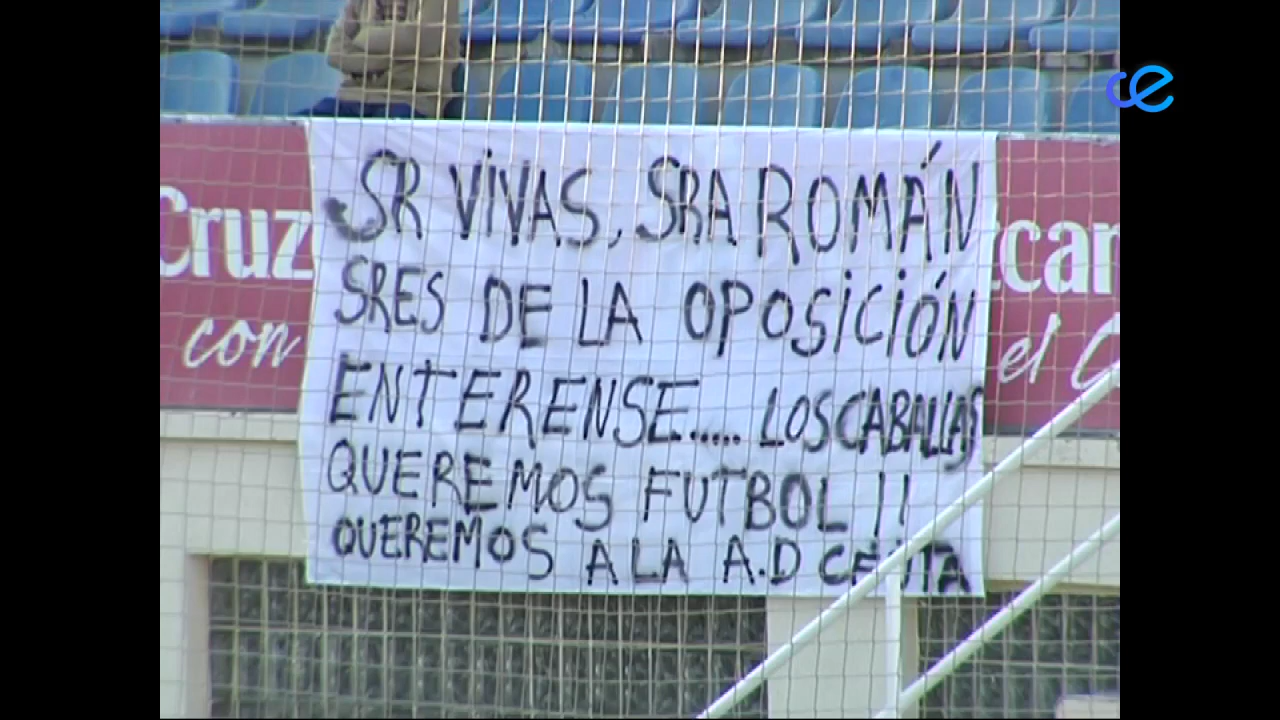 ce
SR VIVAS, SRA ROMÁN
SRES DE LA OPOSICIÓN
ENTERENSE..... LOS CABALLAS
QUEREMOS FUTBOL !!
QUEREMOS A LA A.D CEUTA
Cruz
con
el